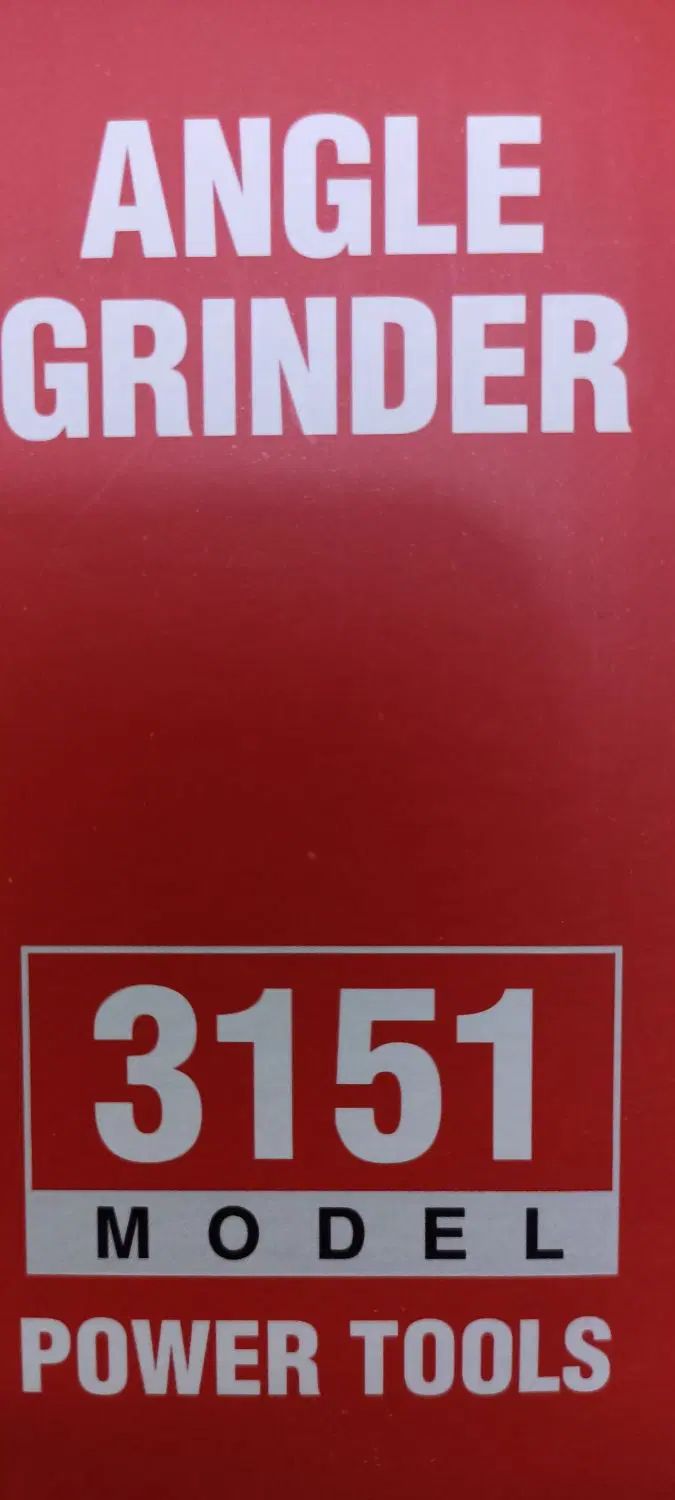 ANGLE
GRINDER
3151
MODEL
POWER TOOLS